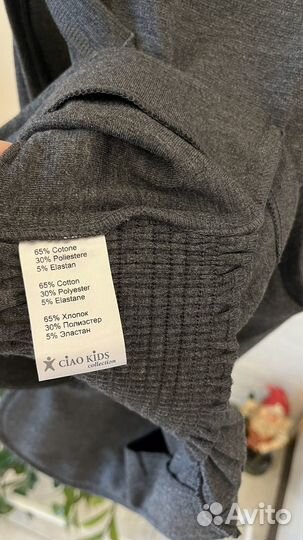 65% Cotone
30% Poliestere
5% Elastan
65% Cotton
30% Polyester
5% Elastane
65% Хлопок
30% Полиэстер
5% Эластан
CIAO KIDS
collection
Avito